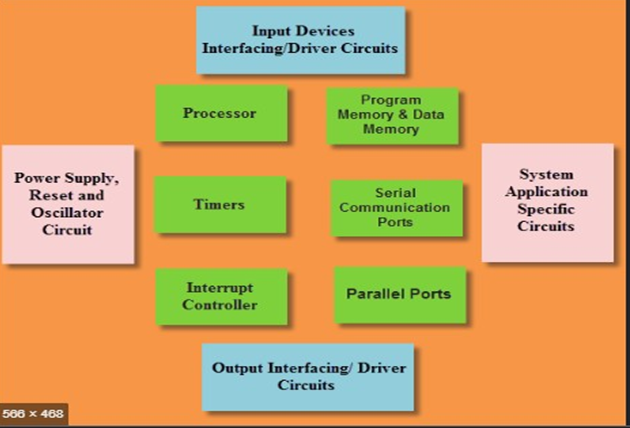 Input Devices
Interfacing/Driver Circuits
Processor
Program
Memory & Data
Memory
Power Supply,
Reset and
Oscillator
Circuit
Timers
Serial
Communication
Ports
System
Application
Specific
Circuits
Interrupt
Controller
Parallel Ports
Output Interfacing/ Driver
Circuits
566 × 468